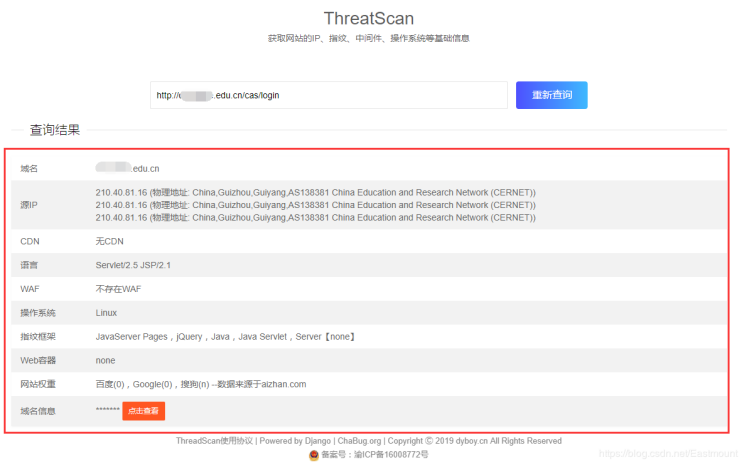 ThreatScan
获取网站的IP、指纹、中间件、操作系统等基础信息
http:// .edu.cn/cas/login 重新查询
查询结果
域名 .edu.cn
源IP 210.40.81.16 (物理地址: China,Guizhou,Guiyang,AS138381 China Education and Research Network (CERNET))
210.40.81.16 (物理地址: China,Guizhou,Guiyang,AS138381 China Education and Research Network (CERNET))
210.40.81.16 (物理地址: China,Guizhou,Guiyang,AS138381 China Education and Research Network (CERNET))
CDN 无CDN
语言 Servlet/2.5 JSP/2.1
WAF 不存在WAF
操作系统 Linux
指纹框架 JavaServer Pages，jQuery，Java，Java Servlet，Server【none】
Web容器 none
网站权重 百度(0)，Google(0)，搜狗(n) --数据来源于aizhan.com
域名信息 ******* 点击查看
ThreadScan使用协议 | Powered by Django | ChaBug.org | Copyright © 2019 dyboy.cn All Rights Reserved
备案号：渝ICP备16008772号
https://blog.csdn.net/Eastmount